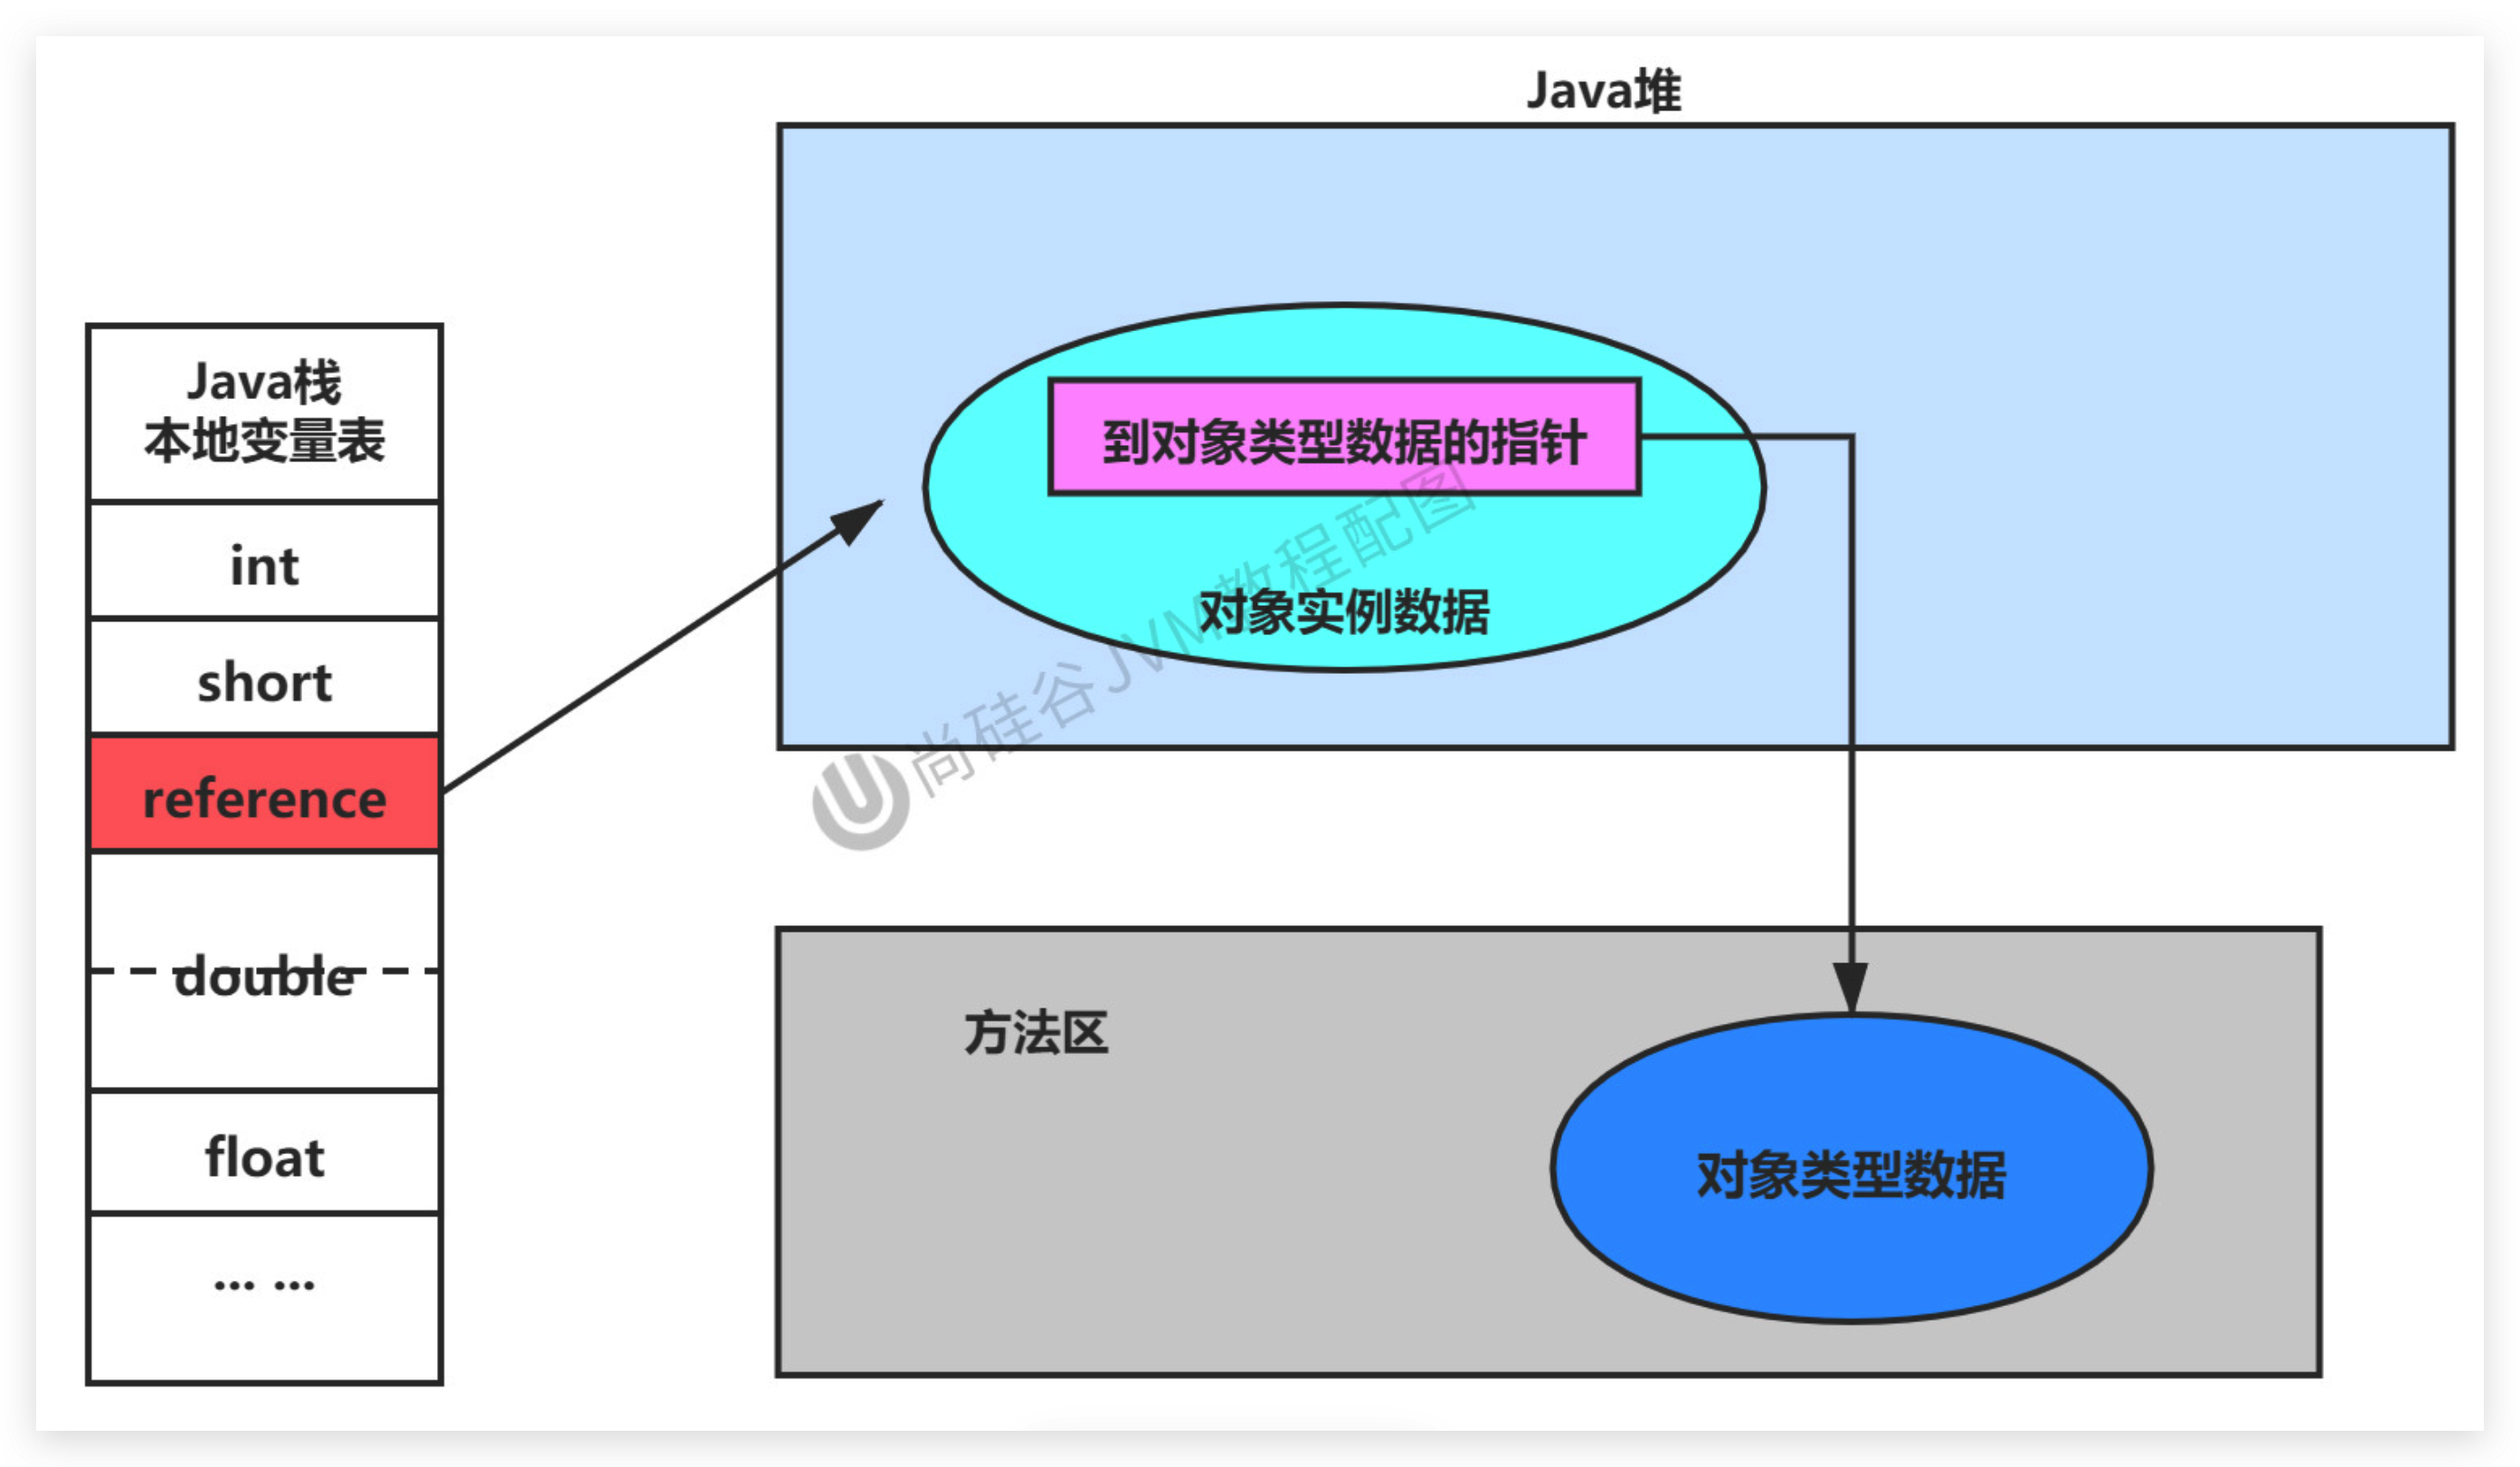 Java堆
Java栈
本地变量表
int
short
reference
double
float
... ...
到对象类型数据的指针
对象实例数据
尚硅谷JVM教程配图
方法区
对象类型数据